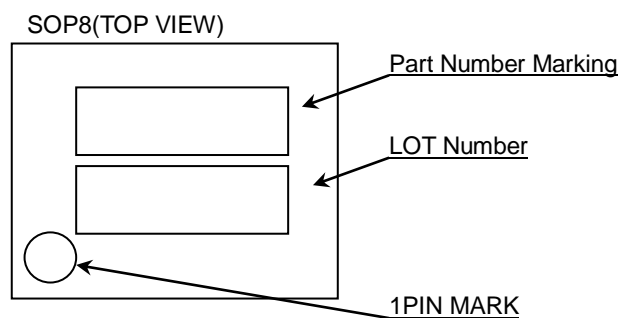 SOP8(TOP VIEW)
Part Number Marking
LOT Number
1PIN MARK